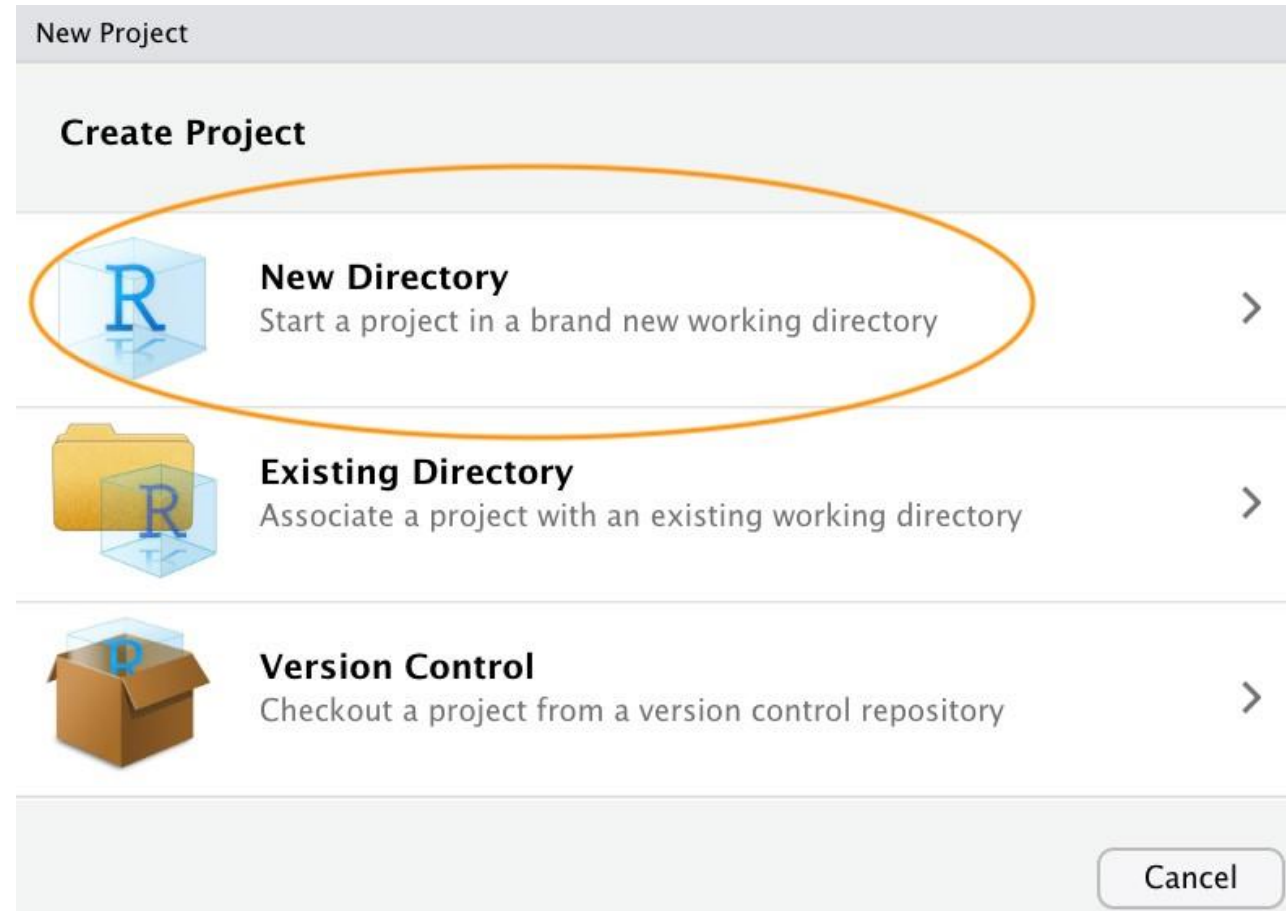 New Project
Create Project
R
New Directory
Start a project in a brand new working directory
R
Existing Directory
Associate a project with an existing working directory
R
Version Control
Checkout a project from a version control repository
Cancel